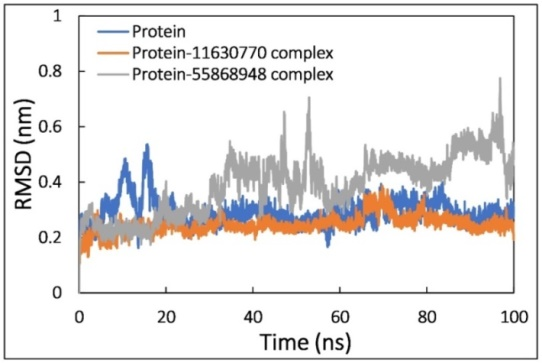 1
0.8
0.6
0.4
0.2
0
RMSD (nm)
Protein
Protein-11630770 complex
Protein-55868948 complex
0 20 40 60 80 100
Time (ns)